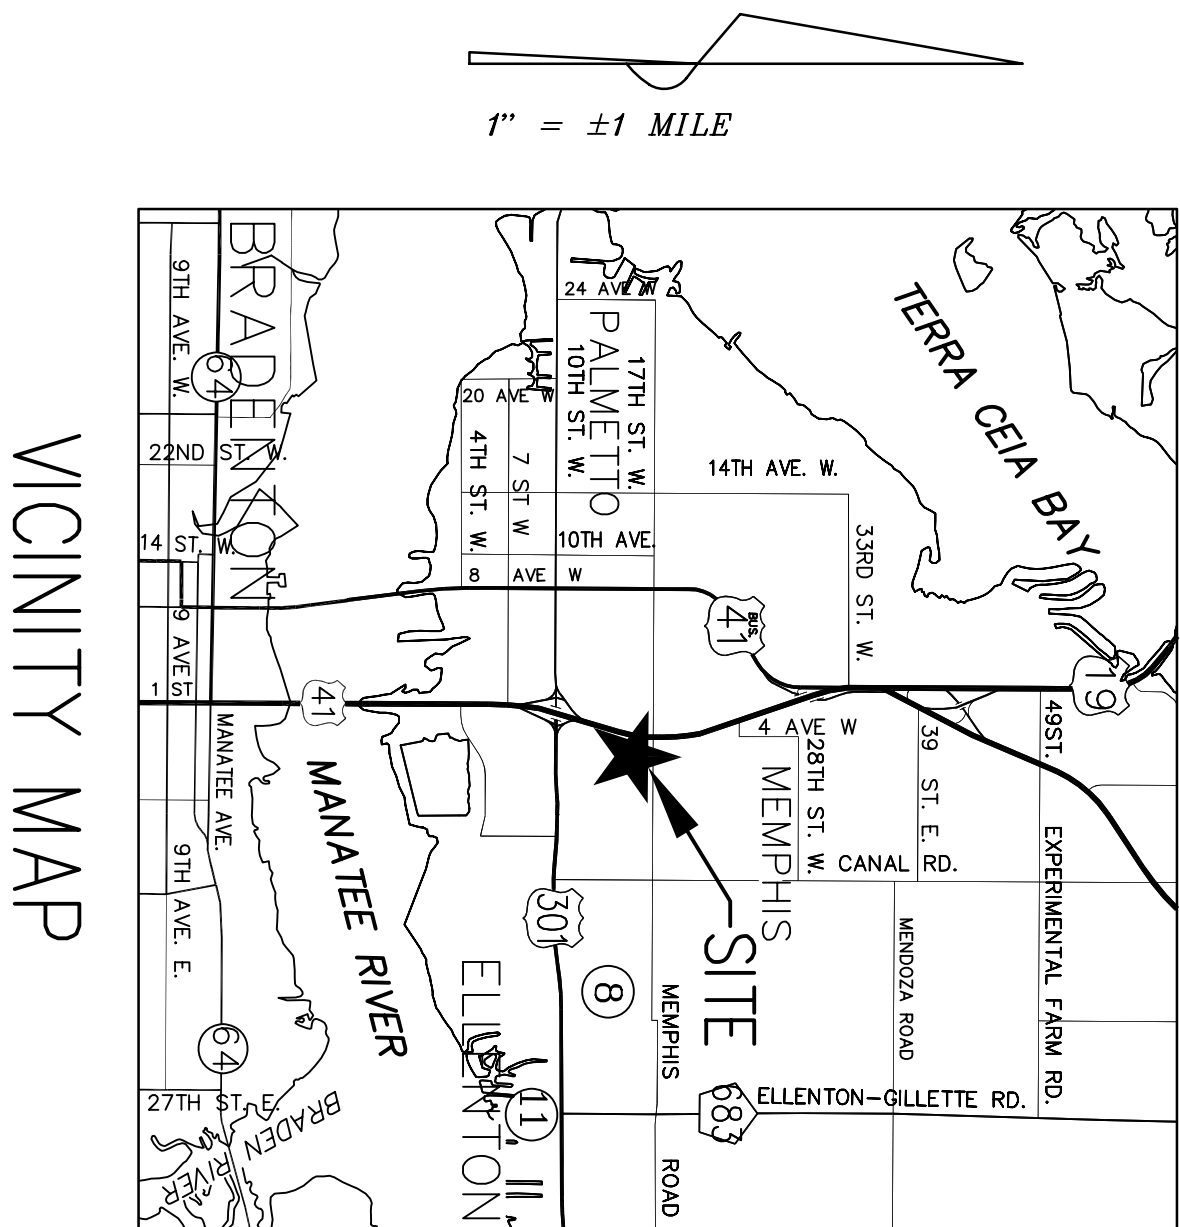 1" = ±1 MILE
VICINITY MAP
BRADENTON
9TH AVE. W.
64
22ND ST. W.
14 ST. W.
9 AVE
1 ST
MANATEE AVE.
9TH AVE. E.
64
27TH ST. E.
BRADEN
RIVER
41
MANATEE RIVER
24 AVE W
PALMETTO
17TH ST. W.
10TH ST. W.
20 AVE W
4TH ST. W.
7 ST W
14TH AVE. W.
10TH AVE.
8 AVE W
33RD ST. W.
TERRA CEIA BAY
BUS.
41
19
4 AVE W
28TH ST. W.
39 ST. E.
49ST.
MEMPHIS
CANAL RD.
EXPERIMENTAL FARM RD.
MENDOZA ROAD
301
SITE
8
MEMPHIS ROAD
ELLENTON
11
683
ELLENTON-GILLETTE RD.